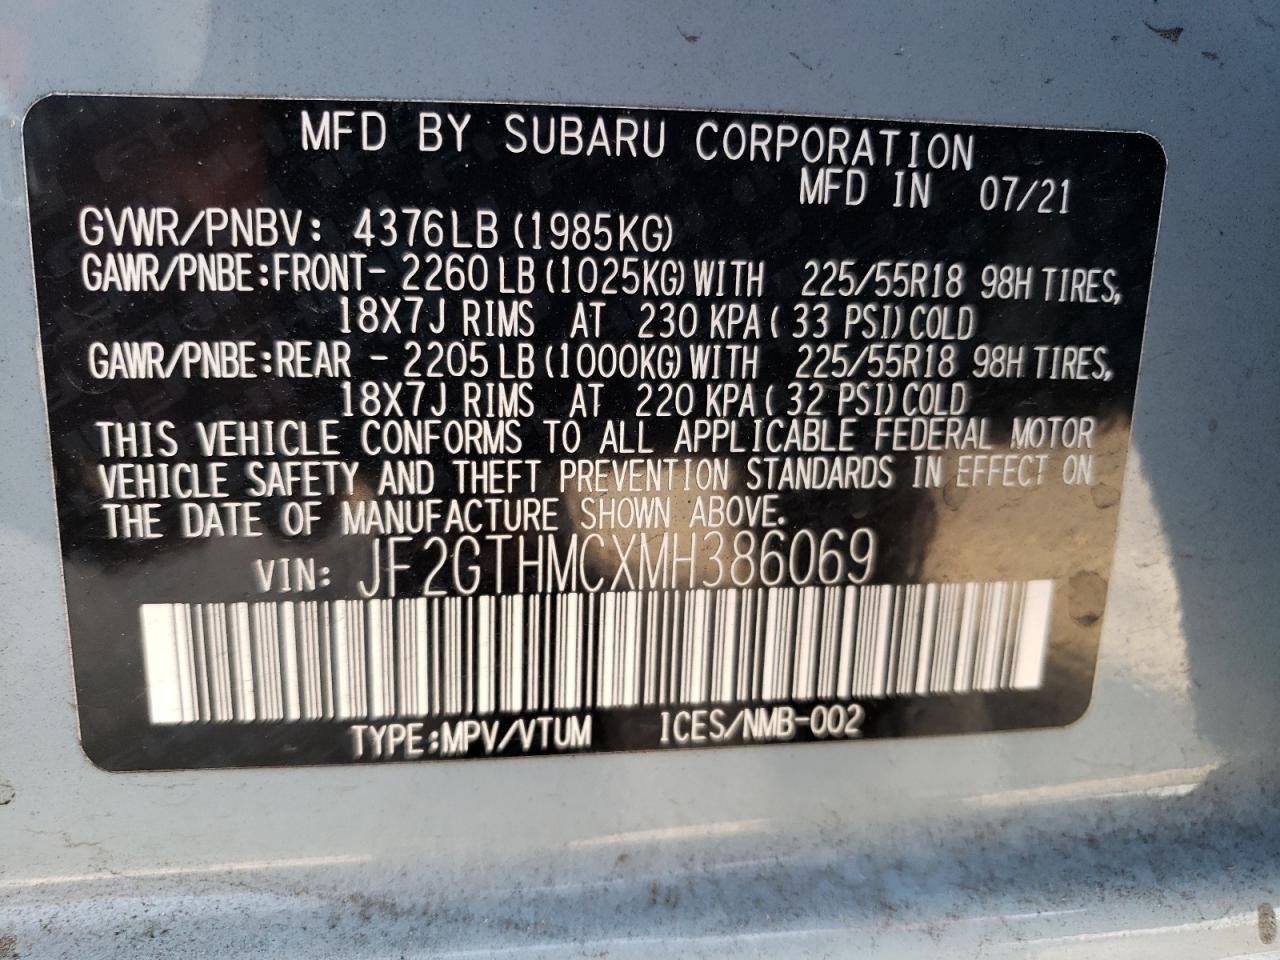 MFD BY SUBARU CORPORATION
MFD IN 07/21
GVWR/PNBV: 4376LB (1985KG)
GAWR/PNBE:FRONT- 2260 LB (1025KG) WITH 225/55R18 98H TIRES,
18X7J RIMS AT 230 KPA ( 33 PSI) COLD
GAWR/PNBE:REAR - 2205 LB (1000KG) WITH 225/55R18 98H TIRES,
18X7J RIMS AT 220 KPA ( 32 PSI) COLD
THIS VEHICLE CONFORMS TO ALL APPLICABLE FEDERAL MOTOR
VEHICLE SAFETY AND THEFT PREVENTION STANDARDS IN EFFECT ON
THE DATE OF MANUFACTURE SHOWN ABOVE.
VIN: JF2GTHMCXMH386069
TYPE:MPV/VTUM ICES/NMB-002